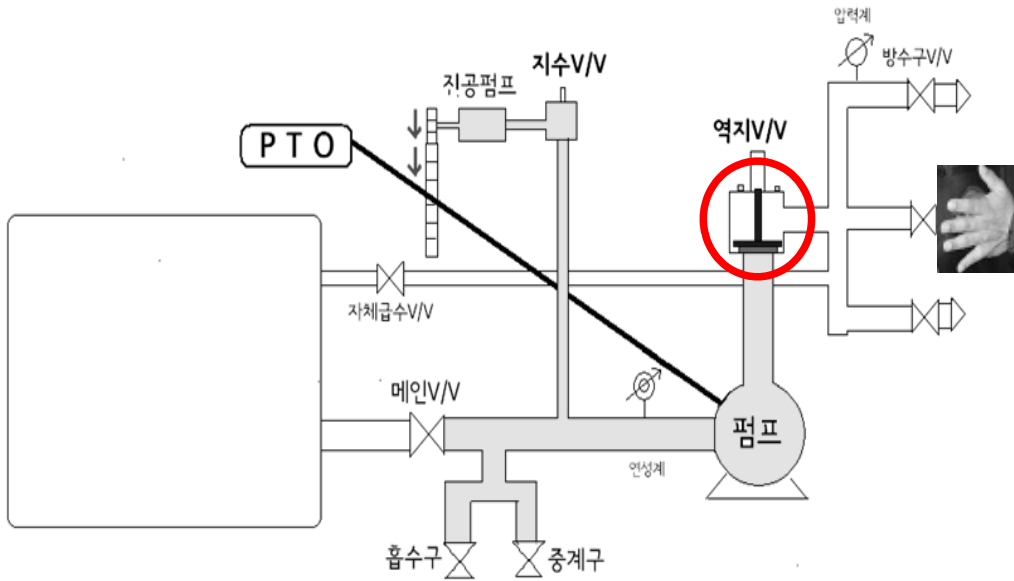 압력계
방수구V/V
지수V/V
진공펌프
역지V/V
P T O
자체급수V/V
메인V/V
펌프
연성계
흡수구
중계구